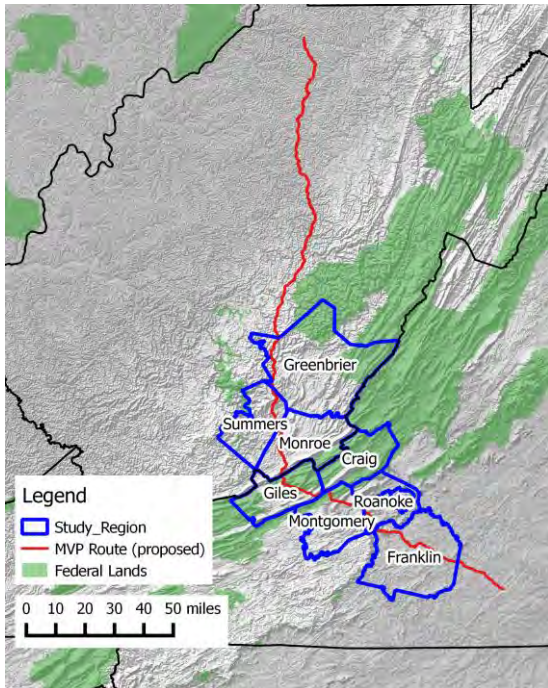 Greenbrier
Summers
Monroe
Craig
Giles
Roanoke
Montgomery
Franklin
Legend
Study_Region
MVP Route (proposed)
Federal Lands
0 10 20 30 40 50 miles